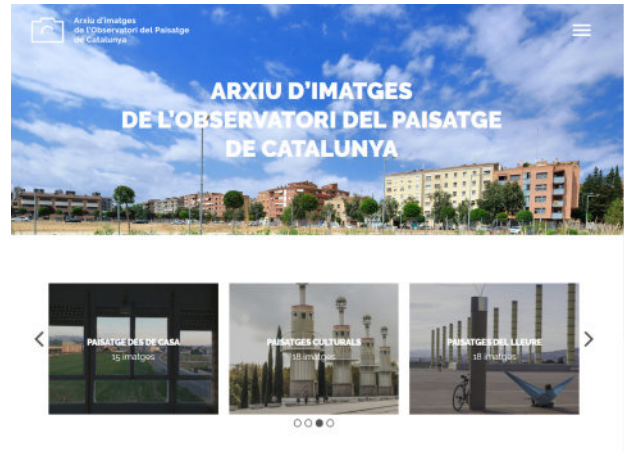 Arxiu d'imatges
de l'Observatori del Paisatge
de Catalunya
ARXIU D'IMATGES
DE L'OBSERVATORI DEL PAISATGE
DE CATALUNYA
PAISATGE DES DE CASA
15 imatges
PAISATGES CULTURALS
18 imatges
PAISATGES DEL LLEURE
18 imatges